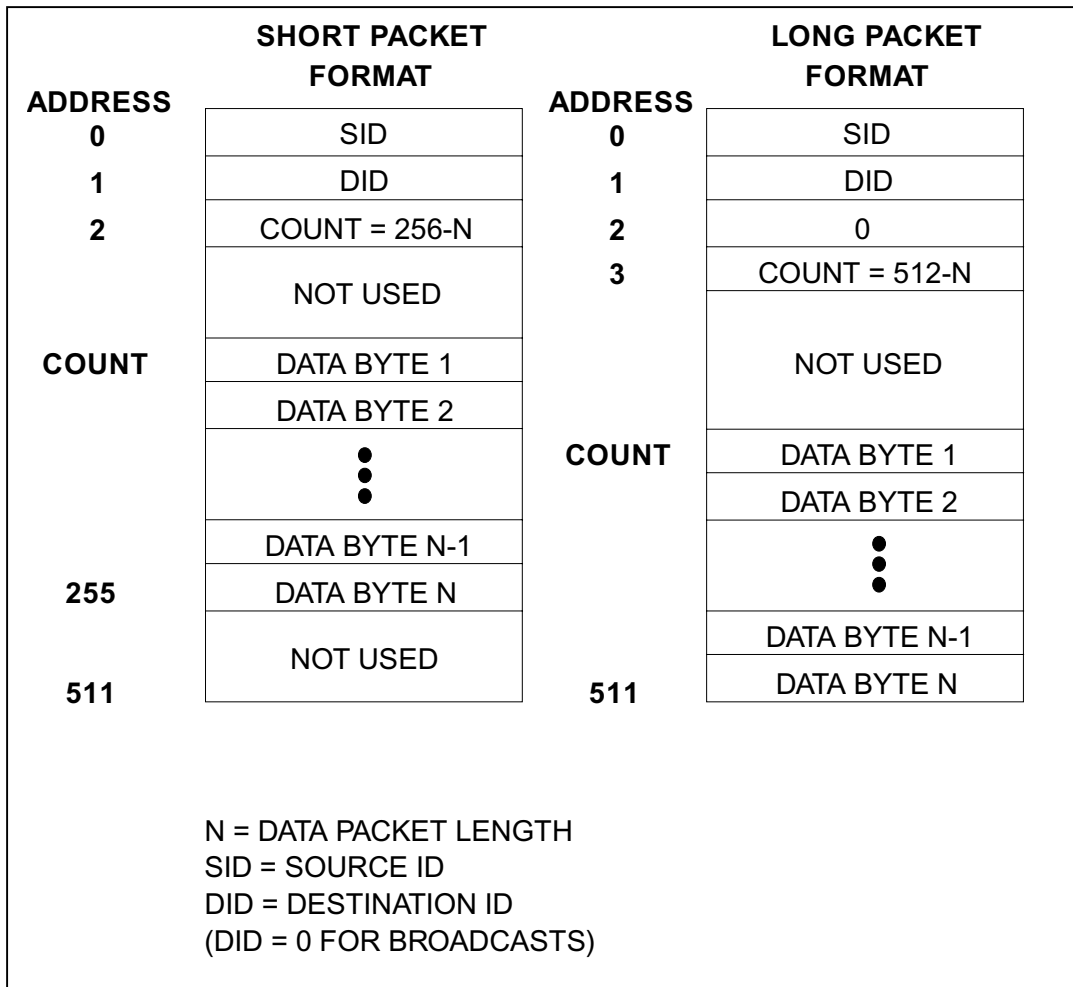 SHORT PACKET
FORMAT
ADDRESS
0 SID
1 DID
2 COUNT = 256-N
NOT USED
COUNT DATA BYTE 1
DATA BYTE 2
DATA BYTE N-1
255 DATA BYTE N
NOT USED
511
LONG PACKET
FORMAT
ADDRESS
0 SID
1 DID
2 0
3 COUNT = 512-N
NOT USED
COUNT DATA BYTE 1
DATA BYTE 2
DATA BYTE N-1
511 DATA BYTE N
N = DATA PACKET LENGTH
SID = SOURCE ID
DID = DESTINATION ID
(DID = 0 FOR BROADCASTS)